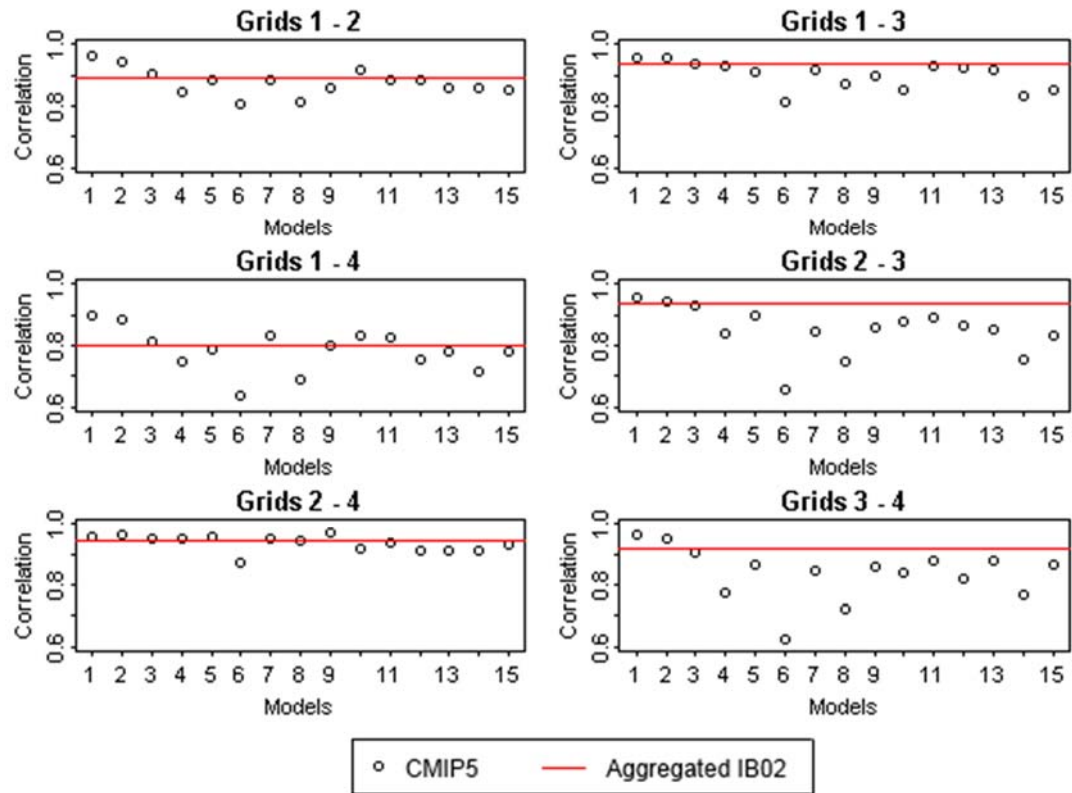 Grids 1 - 2
Correlation
0.6 0.8 1.0
1 2 3 4 5 6 7 8 9 11 13 15
Models
Grids 1 - 3
Correlation
0.6 0.8 1.0
1 2 3 4 5 6 7 8 9 11 13 15
Models
Grids 1 - 4
Correlation
0.6 0.8 1.0
1 2 3 4 5 6 7 8 9 11 13 15
Models
Grids 2 - 3
Correlation
0.6 0.8 1.0
1 2 3 4 5 6 7 8 9 11 13 15
Models
Grids 2 - 4
Correlation
0.6 0.8 1.0
1 2 3 4 5 6 7 8 9 11 13 15
Models
Grids 3 - 4
Correlation
0.6 0.8 1.0
1 2 3 4 5 6 7 8 9 11 13 15
Models
CMIP5 Aggregated IB02